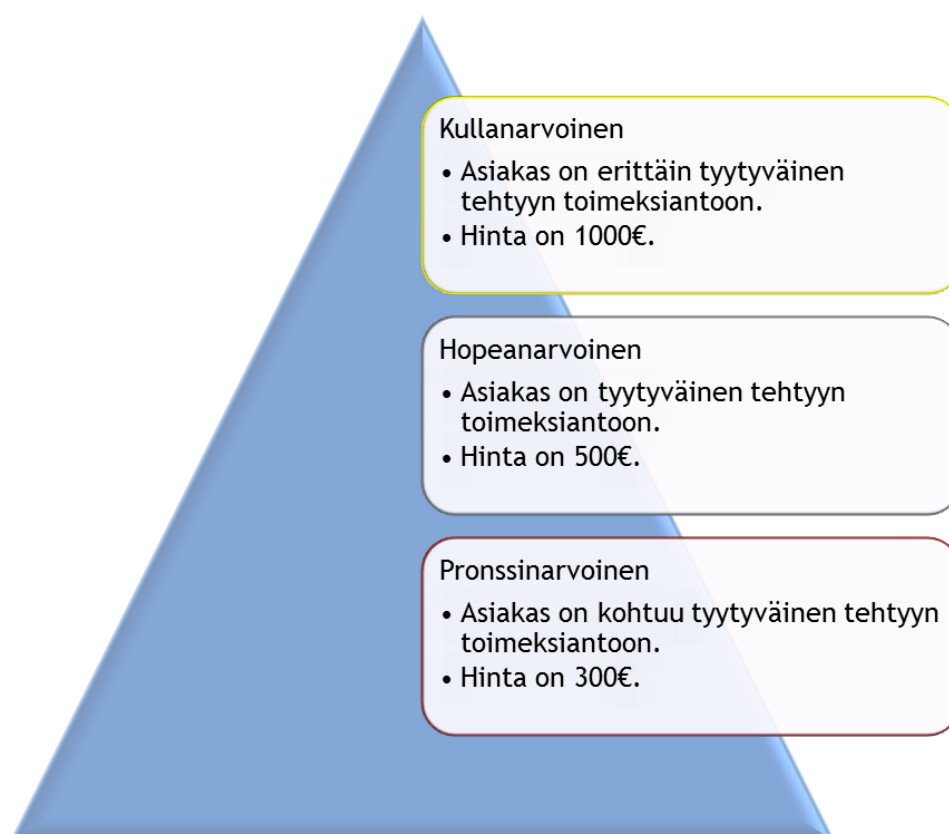 Kullanarvoinen
• Asiakas on erittäin tyytyväinen
tehtyyn toimeksiantoon.
• Hinta on 1000€.
Hopeanarvoinen
• Asiakas on tyytyväinen tehtyyn
toimeksiantoon.
• Hinta on 500€.
Pronssinarvoinen
• Asiakas on kohtuu tyytyväinen tehtyyn
toimeksiantoon.
• Hinta on 300€.